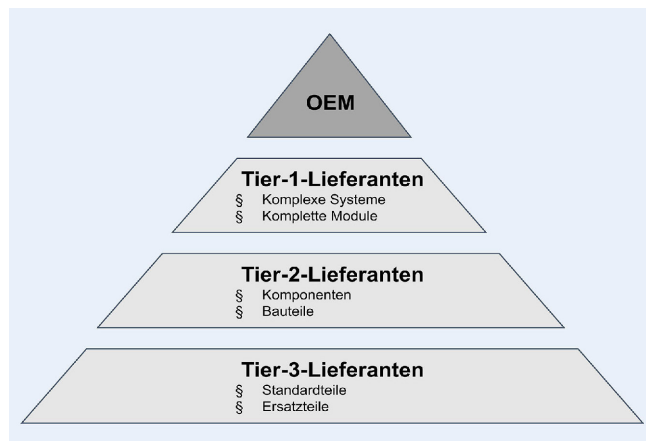 OEM
Tier-1-Lieferanten
§ Komplexe Systeme
§ Komplette Module
Tier-2-Lieferanten
§ Komponenten
§ Bauteile
Tier-3-Lieferanten
§ Standardteile
§ Ersatzteile